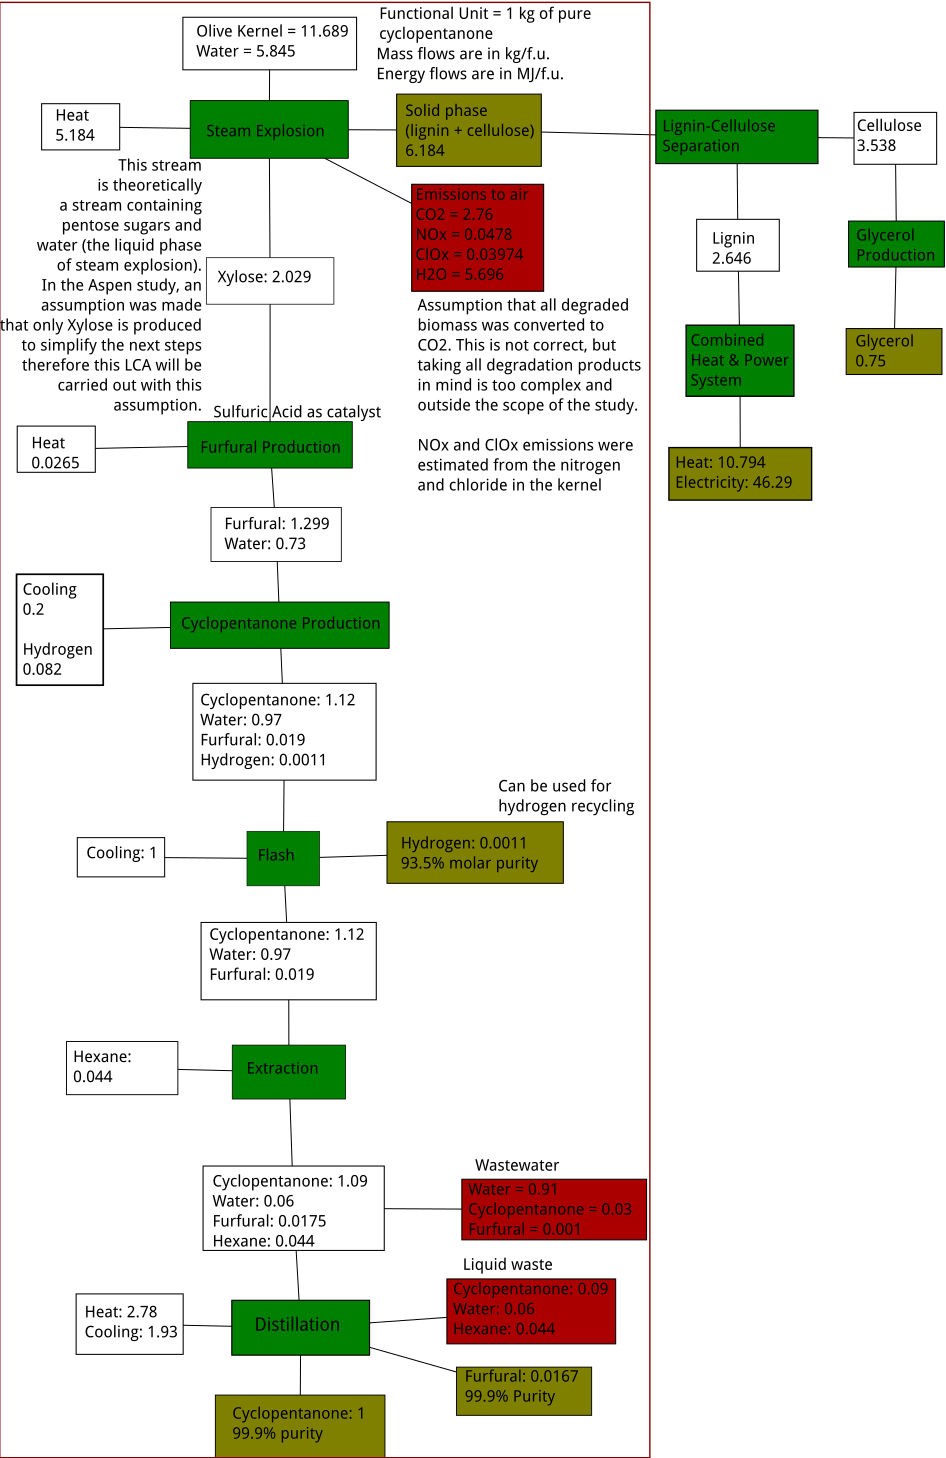 Functional Unit = 1 kg of pure
cyclopentanone
Mass flows are in kg/f.u.
Energy flows are in MJ/f.u.
Olive Kernel = 11.689
Water = 5.845
Heat
5.184
Steam Explosion
Solid phase
(lignin + cellulose)
6.184
Lignin-Cellulose
Separation
Cellulose
3.538
This stream
is theoretically
a stream containing
pentose sugars and
water (the liquid phase
of steam explosion).
In the Aspen study, an
assumption was made
that only Xylose is produced
to simplify the next steps
therefore this LCA will be
carried out with this
assumption.
Emissions to air
CO2 = 2.76
NOx = 0.0478
ClOx = 0.03974
H2O = 5.696
Lignin
2.646
Glycerol
Production
Xylose: 2.029
Assumption that all degraded
biomass was converted to
CO2. This is not correct, but
taking all degradation products
in mind is too complex and
outside the scope of the study.
NOx and ClOx emissions were
estimated from the nitrogen
and chloride in the kernel
Combined
Heat & Power
System
Glycerol
0.75
Heat: 10.794
Electricity: 46.29
Sulfuric Acid as catalyst
Heat
0.0265
Furfural Production
Furfural: 1.299
Water: 0.73
Cooling
0.2
Hydrogen
0.082
Cyclopentanone Production
Cyclopentanone: 1.12
Water: 0.97
Furfural: 0.019
Hydrogen: 0.0011
Can be used for
hydrogen recycling
Cooling: 1
Flash
Hydrogen: 0.0011
93.5% molar purity
Cyclopentanone: 1.12
Water: 0.97
Furfural: 0.019
Hexane:
0.044
Extraction
Cyclopentanone: 1.09
Water: 0.06
Furfural: 0.0175
Hexane: 0.044
Wastewater
Water = 0.91
Cyclopentanone = 0.03
Furfural = 0.001
Liquid waste
Cyclopentanone: 0.09
Water: 0.06
Hexane: 0.044
Heat: 2.78
Cooling: 1.93
Distillation
Furfural: 0.0167
99.9% Purity
Cyclopentanone: 1
99.9% purity